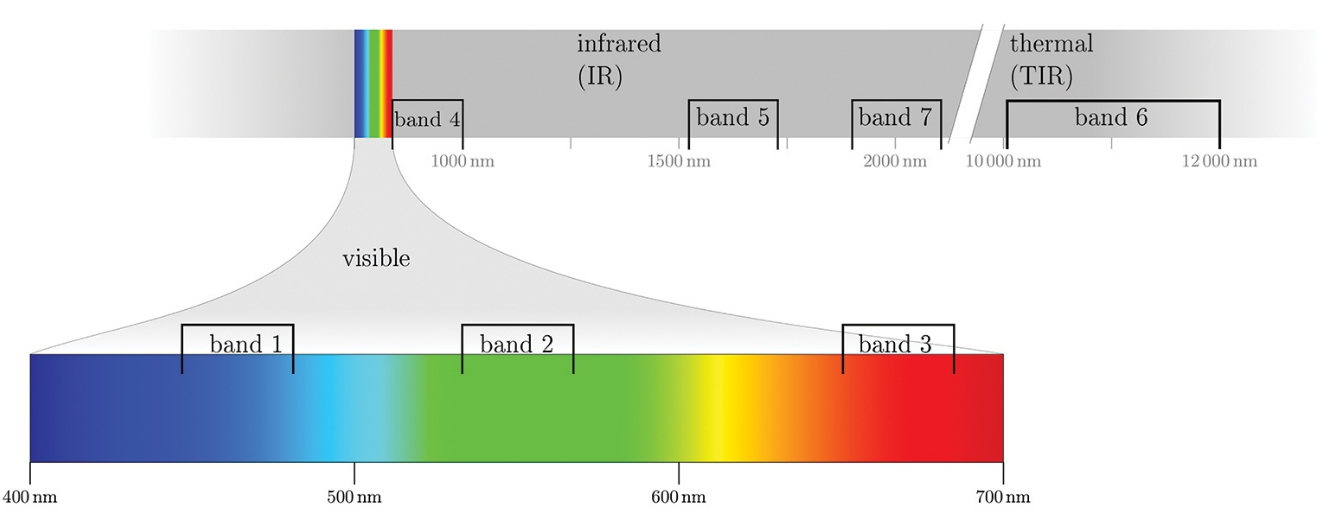 infrared
(IR)
thermal
(TIR)
band 4
band 5
band 7
band 6
1000 nm
1500 nm
2000 nm
10 000 nm
12 000 nm
visible
band 1
band 2
band 3
400 nm
500 nm
600 nm
700 nm